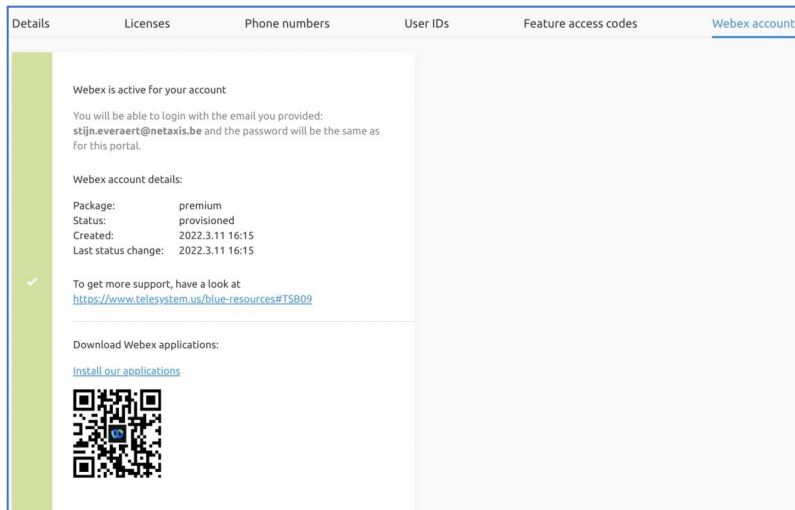 Details Licenses Phone numbers User IDs Feature access codes Webex account
Webex is active for your account
You will be able to login with the email you provided:
stijn.everaert@netaxis.be and the password will be the same as
for this portal.
Webex account details:
Package: premium
Status: provisioned
Created: 2022.3.11 16:15
Last status change: 2022.3.11 16:15
To get more support, have a look at
https://www.telesystem.us/blue-resources#TSB09
Download Webex applications:
Install our applications